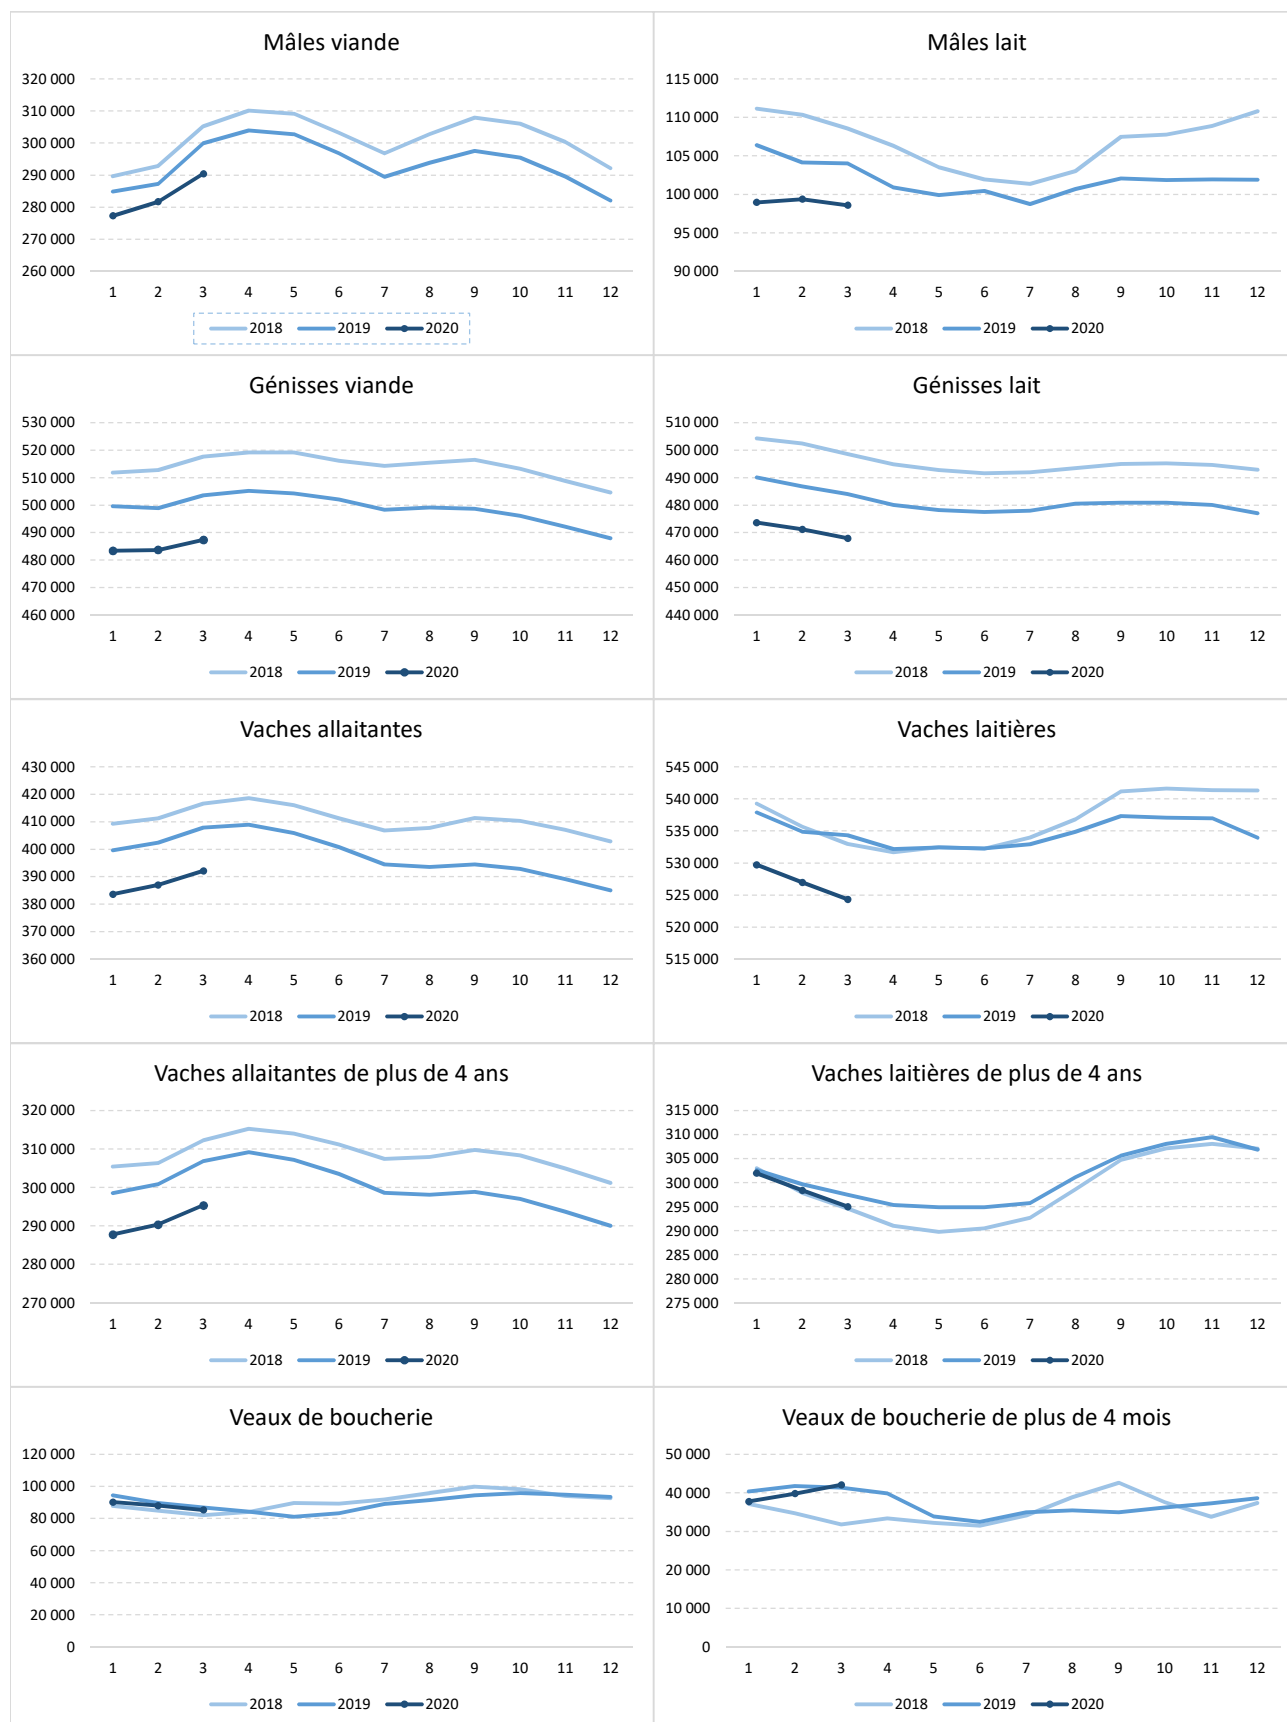 Mâles viande
320 000
310 000
300 000
290 000
280 000
270 000
260 000
1 2 3 4 5 6 7 8 9 10 11 12
2018 2019 2020
Mâles lait
115 000
110 000
105 000
100 000
95 000
90 000
1 2 3 4 5 6 7 8 9 10 11 12
2018 2019 2020
Génisses viande
530 000
520 000
510 000
500 000
490 000
480 000
470 000
460 000
1 2 3 4 5 6 7 8 9 10 11 12
2018 2019 2020
Génisses lait
510 000
500 000
490 000
480 000
470 000
460 000
450 000
440 000
1 2 3 4 5 6 7 8 9 10 11 12
2018 2019 2020
Vaches allaitantes
430 000
420 000
410 000
400 000
390 000
380 000
370 000
360 000
1 2 3 4 5 6 7 8 9 10 11 12
2018 2019 2020
Vaches laitières
545 000
540 000
535 000
530 000
525 000
520 000
515 000
1 2 3 4 5 6 7 8 9 10 11 12
2018 2019 2020
Vaches allaitantes de plus de 4 ans
320 000
310 000
300 000
290 000
280 000
270 000
1 2 3 4 5 6 7 8 9 10 11 12
2018 2019 2020
Vaches laitières de plus de 4 ans
315 000
310 000
305 000
300 000
295 000
290 000
285 000
280 000
275 000
1 2 3 4 5 6 7 8 9 10 11 12
2018 2019 2020
Veaux de boucherie
120 000
100 000
80 000
60 000
40 000
20 000
0
1 2 3 4 5 6 7 8 9 10 11 12
2018 2019 2020
Veaux de boucherie de plus de 4 mois
50 000
40 000
30 000
20 000
10 000
0
1 2 3 4 5 6 7 8 9 10 11 12
2018 2019 2020